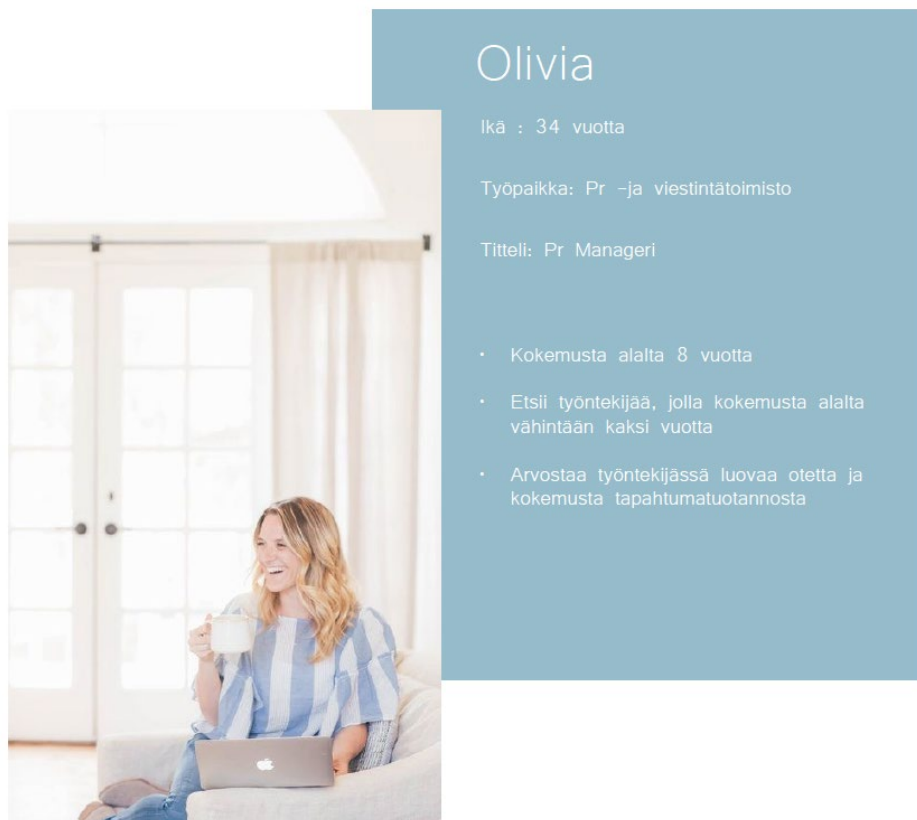 Olivia
Ikä : 34 vuotta
Työpaikka: Pr -ja viestintätoimisto
Titteli: Pr Manageri
• Kokemusta alalta 8 vuotta
• Etsii työntekijää, jolla kokemusta alalta
vähintään kaksi vuotta
• Arvostaa työntekijässä luovaa otetta ja
kokemusta tapahtumatuotannosta